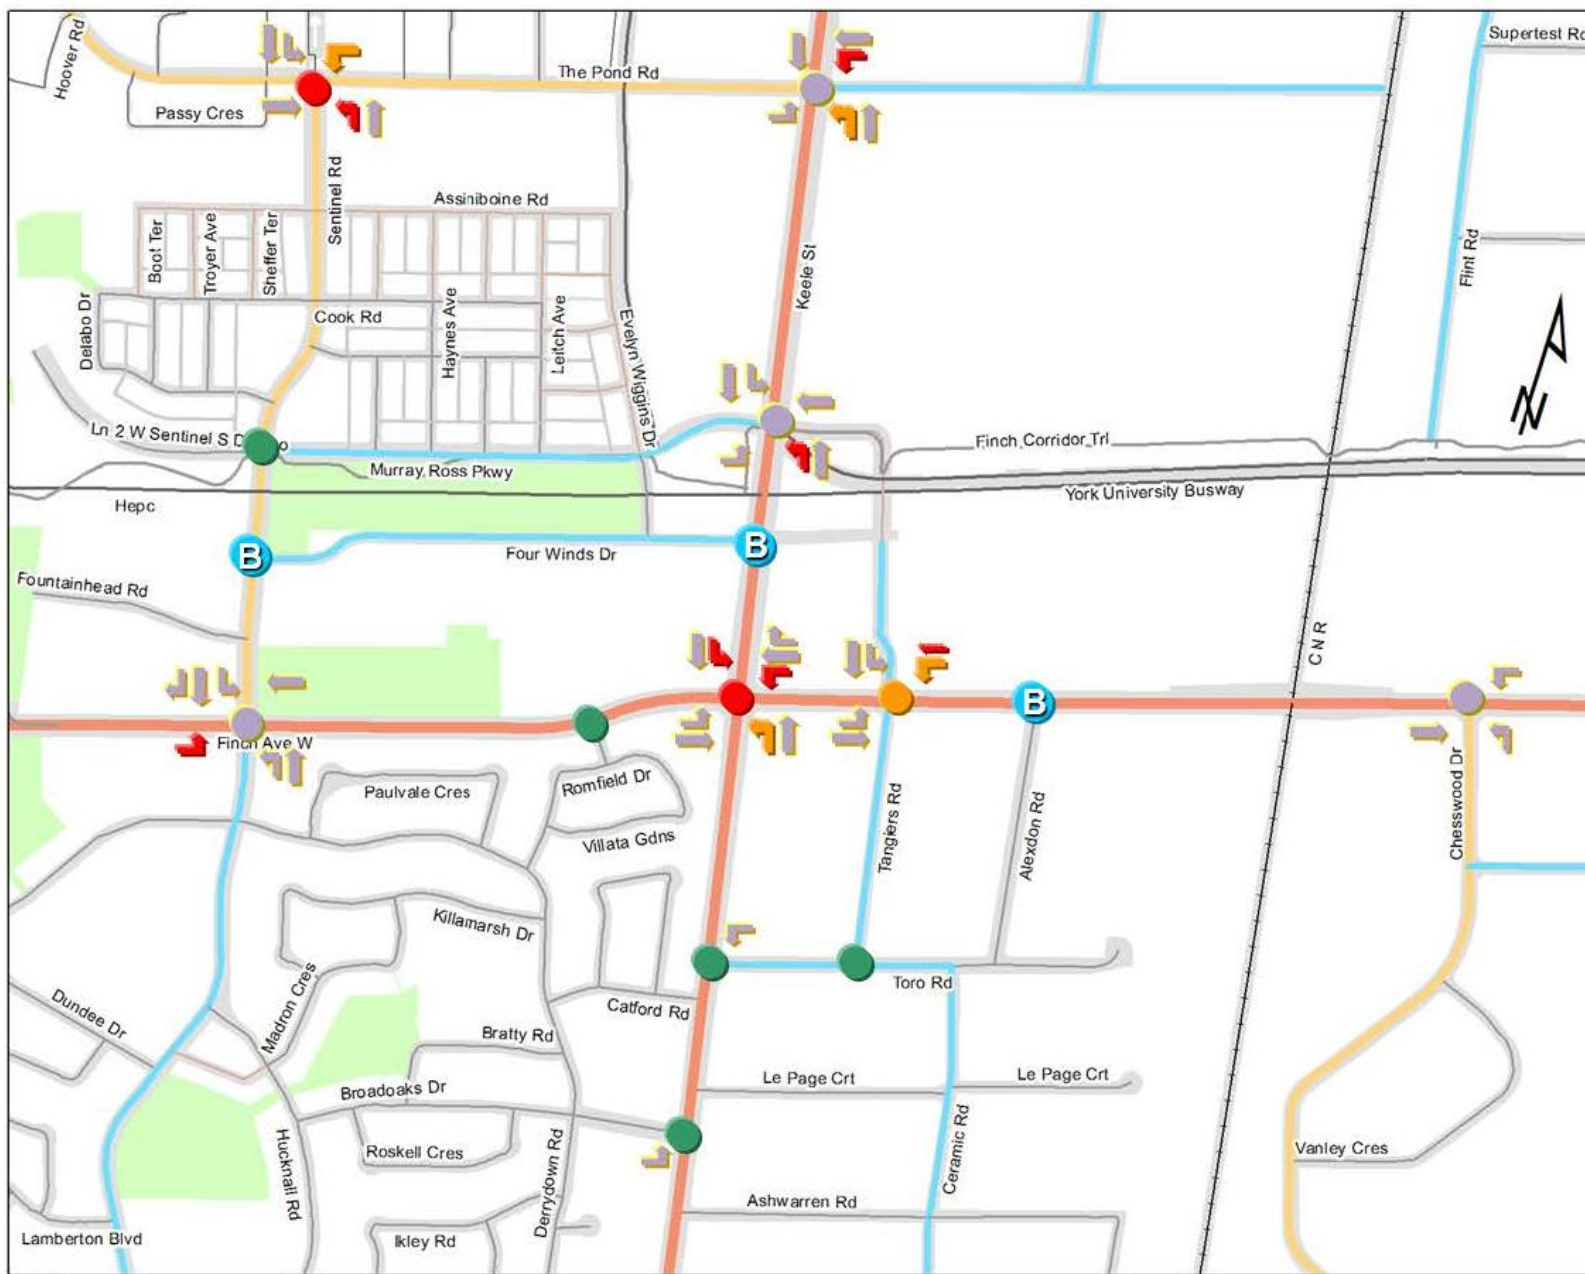 Hoover Rd
Supertest Rd
The Pond Rd
Passy Cres
Sentinel Rd
Assiniboine Rd
Boot Ter
Troyer Ave
Sheffer Ter
Keele St
Flint Rd
Delabo Dr
Cook Rd
Haynes Ave
Leitch Ave
Evelyn Wiggins Dr
N
Ln 2 W Sentinel S D o
Murray Ross Pkwy
Finch Corridor Trl
York University Busway
Hepc
B
Four Winds Dr
B
Fountainhead Rd
C N R
B
Finch Ave W
Romfield Dr
Paulvale Cres
Villata Gdns
Tangiers Rd
Alexdon Rd
Chesswood Dr
Killamarsh Dr
Toro Rd
Dundee Dr
Madron Cres
Catford Rd
Bratty Rd
Le Page Crt
Le Page Crt
Broadoaks Dr
Roskell Cres
Hucknall Rd
Derrydown Rd
Ceramic Rd
Vanley Cres
Ashwarren Rd
Lamberton Blvd
Ikley Rd